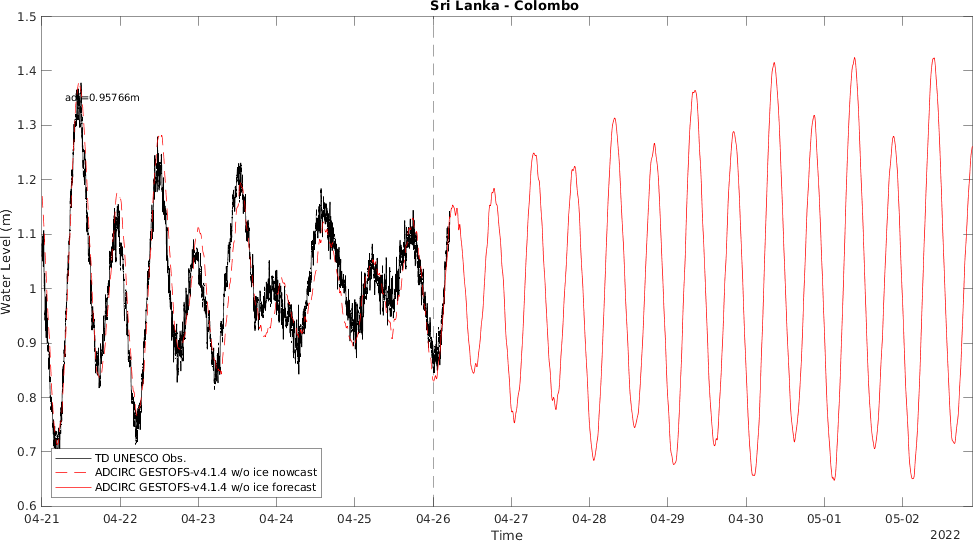 Sri Lanka - Colombo
1.5
1.4
1.3
1.2
1.1
1
0.9
0.8
0.7
0.6
Water Level (m)
adj=0.95766m
TD UNESCO Obs.
ADCIRC GESTOFS-v4.1.4 w/o ice nowcast
ADCIRC GESTOFS-v4.1.4 w/o ice forecast
04-21 04-22 04-23 04-24 04-25 04-26 04-27 04-28 04-29 04-30 05-01 05-02
Time
2022